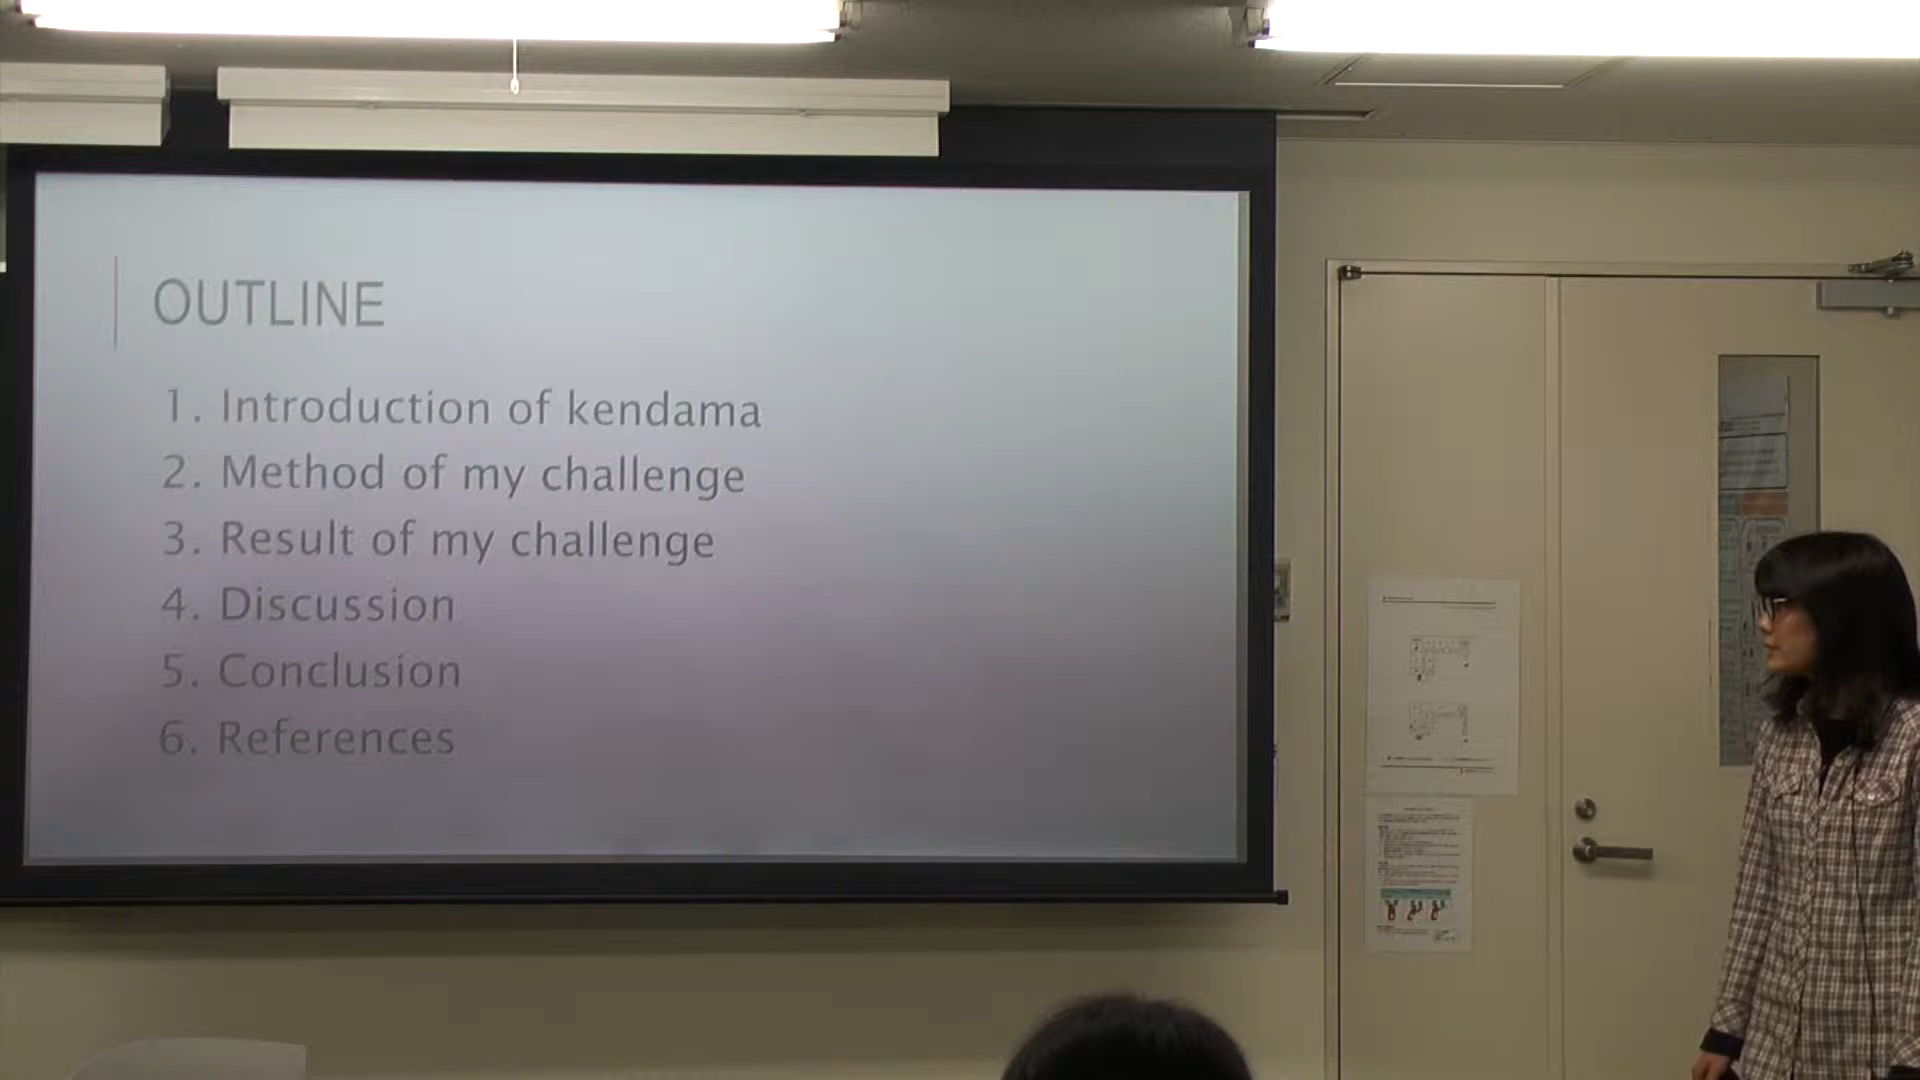 OUTLINE
1. Introduction of kendama
2. Method of my challenge
3. Result of my challenge
4. Discussion
5. Conclusion
6. References